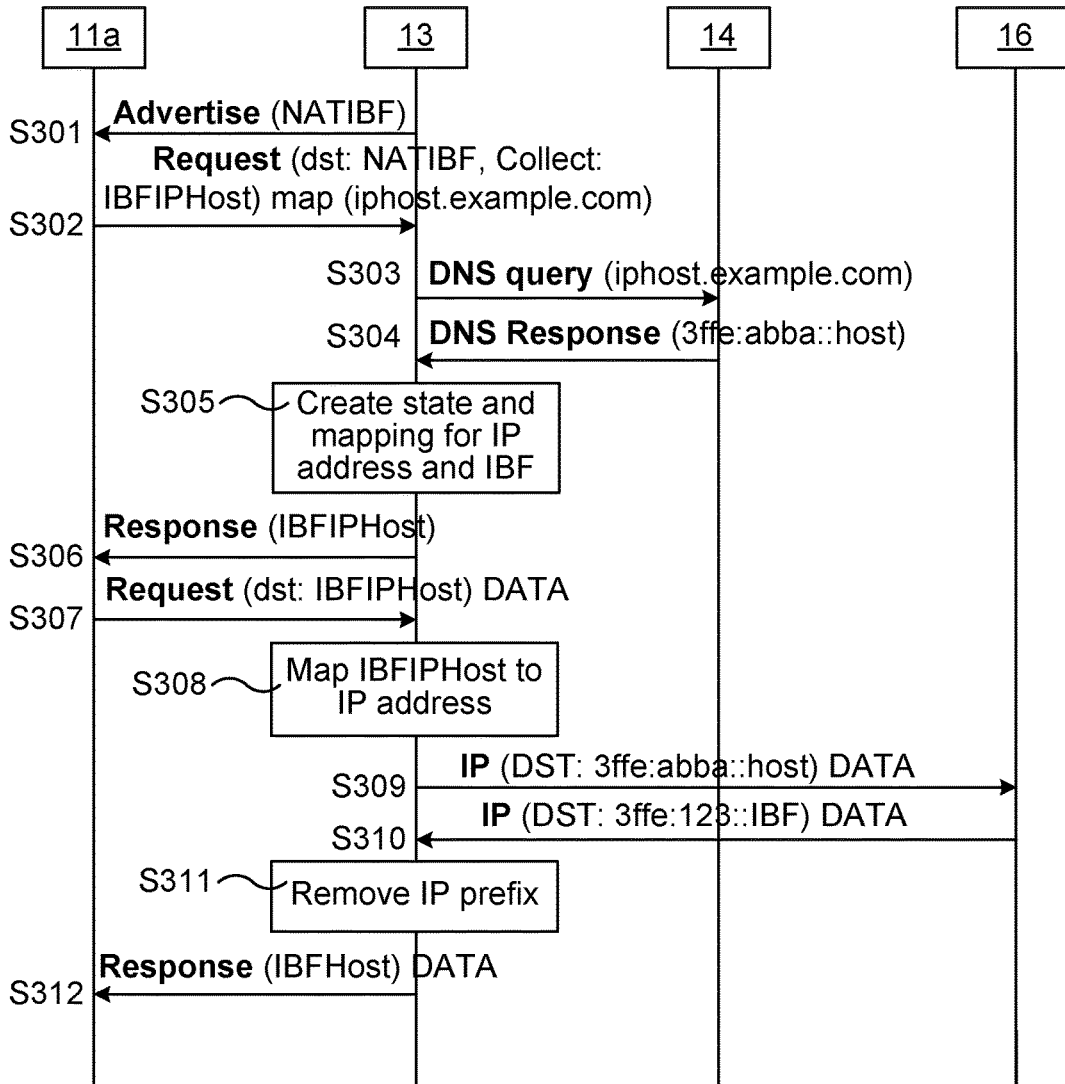 11a
13
14
16
Advertise (NATIBF)
S301
Request (dst: NATIBF, Collect:
IBFIPHost) map (iphost.example.com)
S302
S303
DNS query (iphost.example.com)
S304
DNS Response (3ffe:abba::host)
S305
Create state and
mapping for IP
address and IBF
Response (IBFIPHost)
S306
Request (dst: IBFIPHost) DATA
S307
S308
Map IBFIPHost to
IP address
IP (DST: 3ffe:abba::host) DATA
S309
IP (DST: 3ffe:123::IBF) DATA
S310
S311
Remove IP prefix
Response (IBFHost) DATA
S312